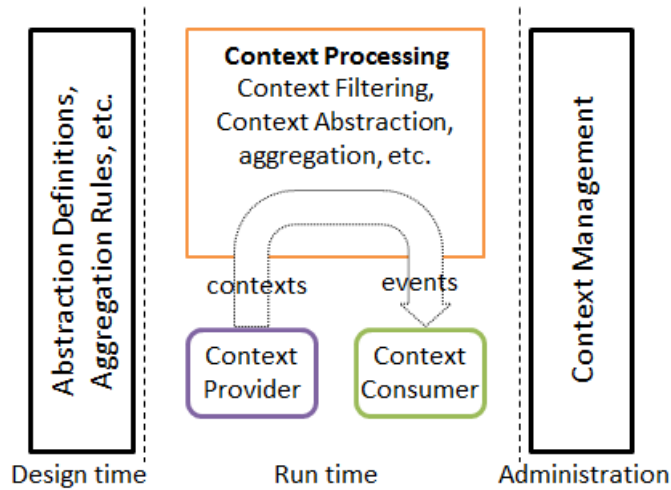 Abstraction Definitions,
Aggregation Rules, etc.
Context Processing
Context Filtering,
Context Abstraction,
aggregation, etc.
contexts
events
Context
Provider
Context
Consumer
Context Management
Design time
Run time
Administration